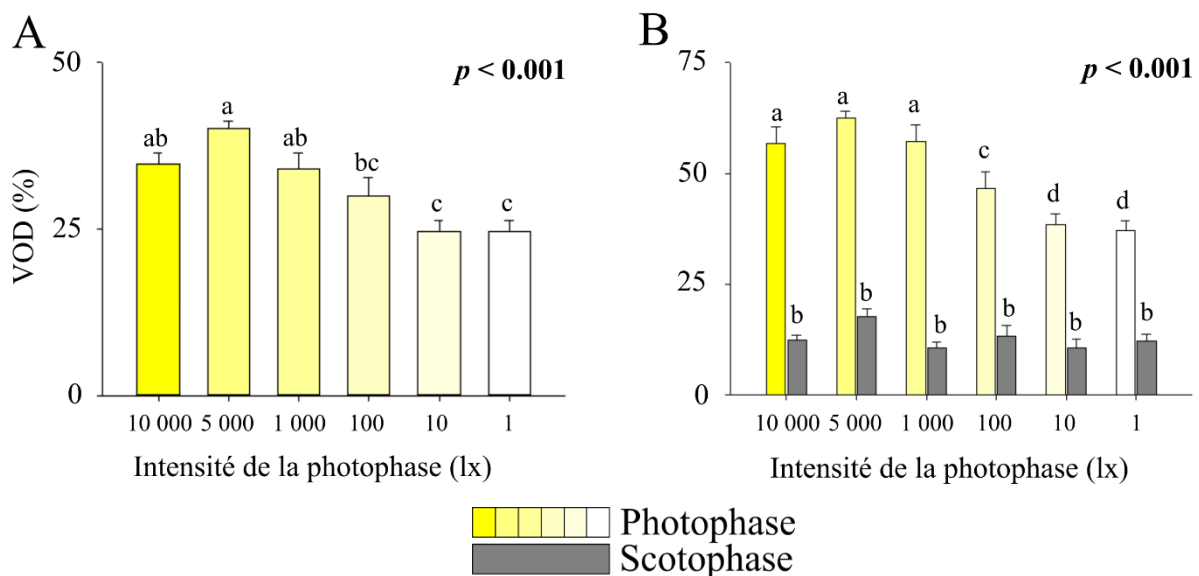 A
50
25
0
VOD (%)
p < 0.001
ab
a
ab
bc
c
c
10 000 5 000 1 000 100 10 1
Intensité de la photophase (lx)
B
75
50
25
0
p < 0.001
a
a
a
c
d
d
b
b
b
b
b
b
10 000 5 000 1 000 100 10 1
Intensité de la photophase (lx)
Photophase
Scotophase